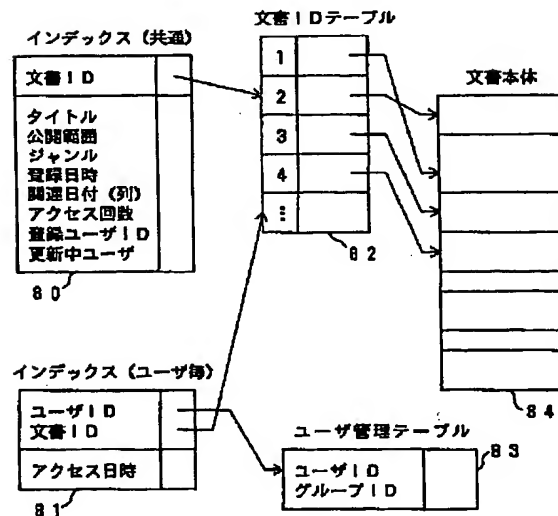 インデックス(共通)
文書ID
タイトル
公開範囲
ジャンル
登録日時
関連日付(列)
アクセス回数
登録ユーザID
更新中ユーザ
80
文書IDテーブル
1
2
3
4
⋮
82
文書本体
84
インデックス(ユーザ毎)
ユーザID
文書ID
アクセス日時
81
ユーザ管理テーブル
ユーザID
グループID
83